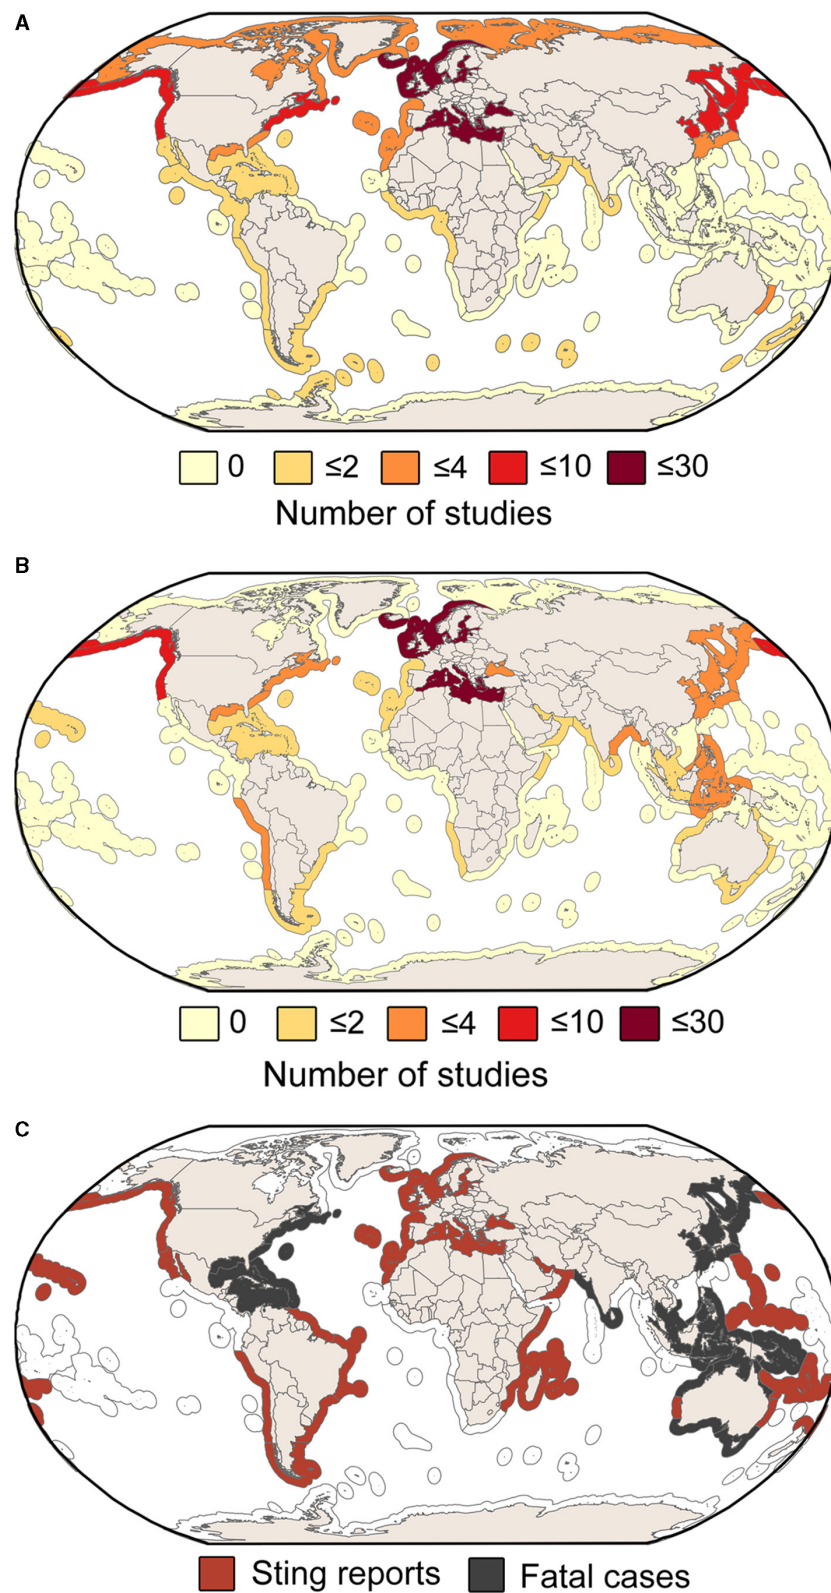 A
0 ≤2 ≤4 ≤10 ≤30
Number of studies
B
0 ≤2 ≤4 ≤10 ≤30
Number of studies
C
Sting reports Fatal cases